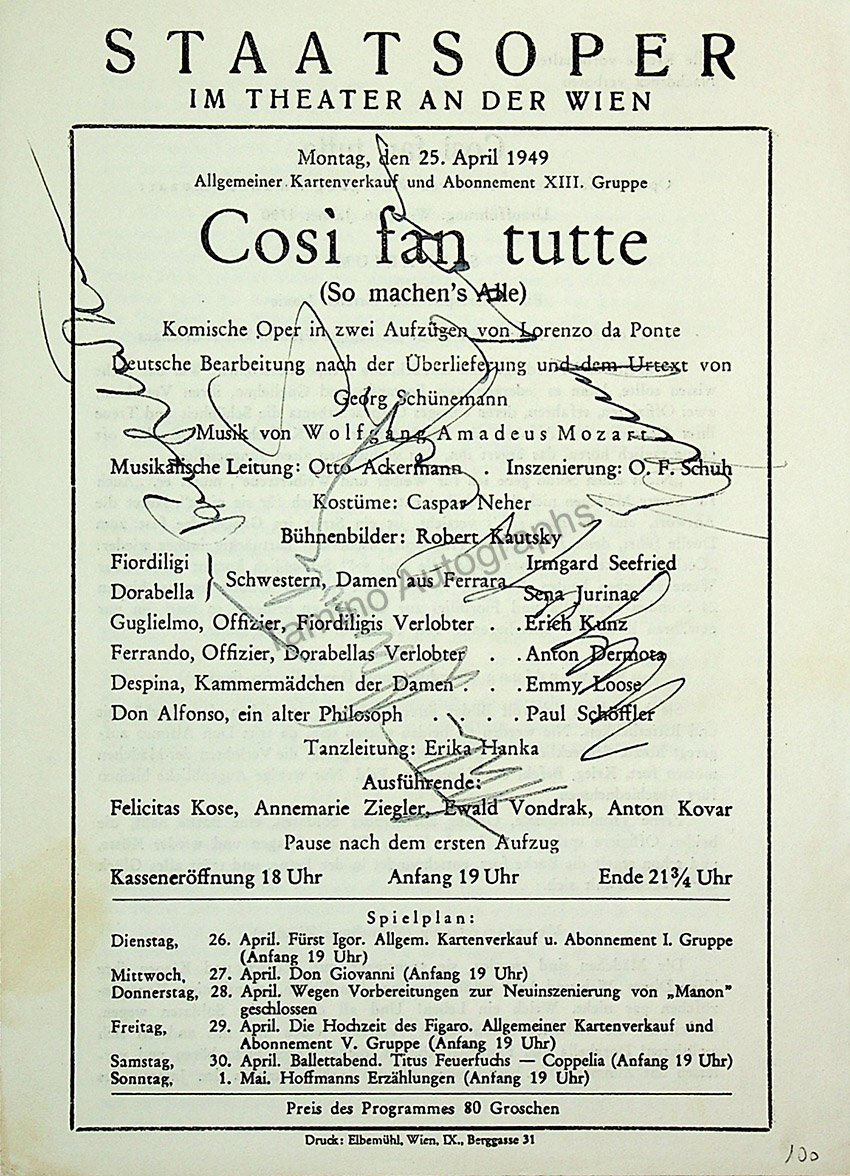 STAATSOPER
IM THEATER AN DER WIEN
Montag, den 25. April 1949
Allgemeiner Kartenverkauf und Abonnement XIII. Gruppe
Così fan tutte
(So machen's Alle)
Komische Oper in zwei Aufzügen von Lorenzo da Ponte
Deutsche Bearbeitung nach der Überlieferung und dem Urtext von
Georg Schünemann
Musik von Wolfgang Amadeus Mozart
Musikalische Leitung: Otto Ackermann . Inszenierung: O. F. Schuh
Kostüme: Caspar Neher
Bühnenbilder: Robert Kautsky
Fiordiligi } Schwestern, Damen aus Ferrara Irmgard Seefried
Dorabella Sena Jurinac
Guglielmo, Offizier, Fiordiligis Verlobter . . Erich Kunz
Ferrando, Offizier, Dorabellas Verlobter . . Anton Dermota
Despina, Kammermädchen der Damen . . . Emmy Loose
Don Alfonso, ein alter Philosoph . . . . . Paul Schöffler
Tanzleitung: Erika Hanka
Ausführende:
Felicitas Kose, Annemarie Ziegler, Ewald Vondrak, Anton Kovar
Pause nach dem ersten Aufzug
Kasseneröffnung 18 Uhr Anfang 19 Uhr Ende 21¾ Uhr
Spielplan:
Dienstag, 26. April. Fürst Igor. Allgem. Kartenverkauf u. Abonnement I. Gruppe
(Anfang 19 Uhr)
Mittwoch, 27. April. Don Giovanni (Anfang 19 Uhr)
Donnerstag, 28. April. Wegen Vorbereitungen zur Neuinszenierung von „Manon"
geschlossen
Freitag, 29. April. Die Hochzeit des Figaro. Allgemeiner Kartenverkauf und
Abonnement V. Gruppe (Anfang 19 Uhr)
Samstag, 30. April. Ballettabend. Titus Feuerfuchs — Coppelia (Anfang 19 Uhr)
Sonntag, 1. Mai. Hoffmanns Erzählungen (Anfang 19 Uhr)
Preis des Programmes 80 Groschen
Druck: Elbemühl, Wien, IX., Berggasse 31
100
Tamino Autographs